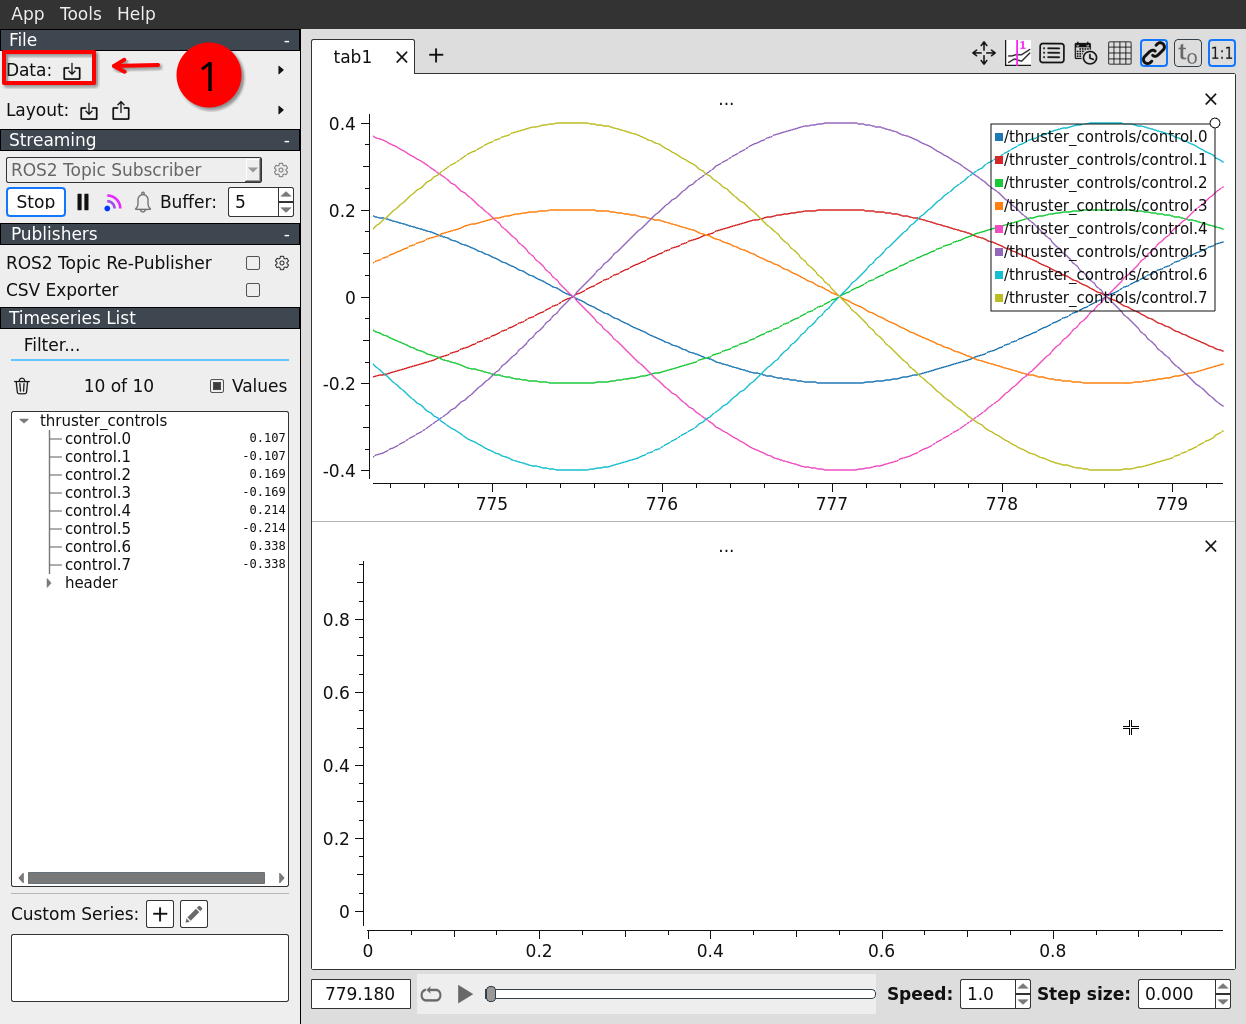 App Tools Help
File -
Data:
1
Layout:
Streaming -
ROS2 Topic Subscriber
Stop Buffer: 5
Publishers -
ROS2 Topic Re-Publisher
CSV Exporter
Timeseries List
Filter...
10 of 10 Values
thruster_controls
control.0 0.107
control.1 -0.107
control.2 0.169
control.3 -0.169
control.4 0.214
control.5 -0.214
control.6 0.338
control.7 -0.338
header
Custom Series: +
tab1 × +
1 t0 1:1
...
0.4
0.2
0
-0.2
-0.4
/thruster_controls/control.0
/thruster_controls/control.1
/thruster_controls/control.2
/thruster_controls/control.3
/thruster_controls/control.4
/thruster_controls/control.5
/thruster_controls/control.6
/thruster_controls/control.7
775 776 777 778 779
...
0.8
0.6
0.4
0.2
0
0 0.2 0.4 0.6 0.8
779.180 Speed: 1.0 Step size: 0.000